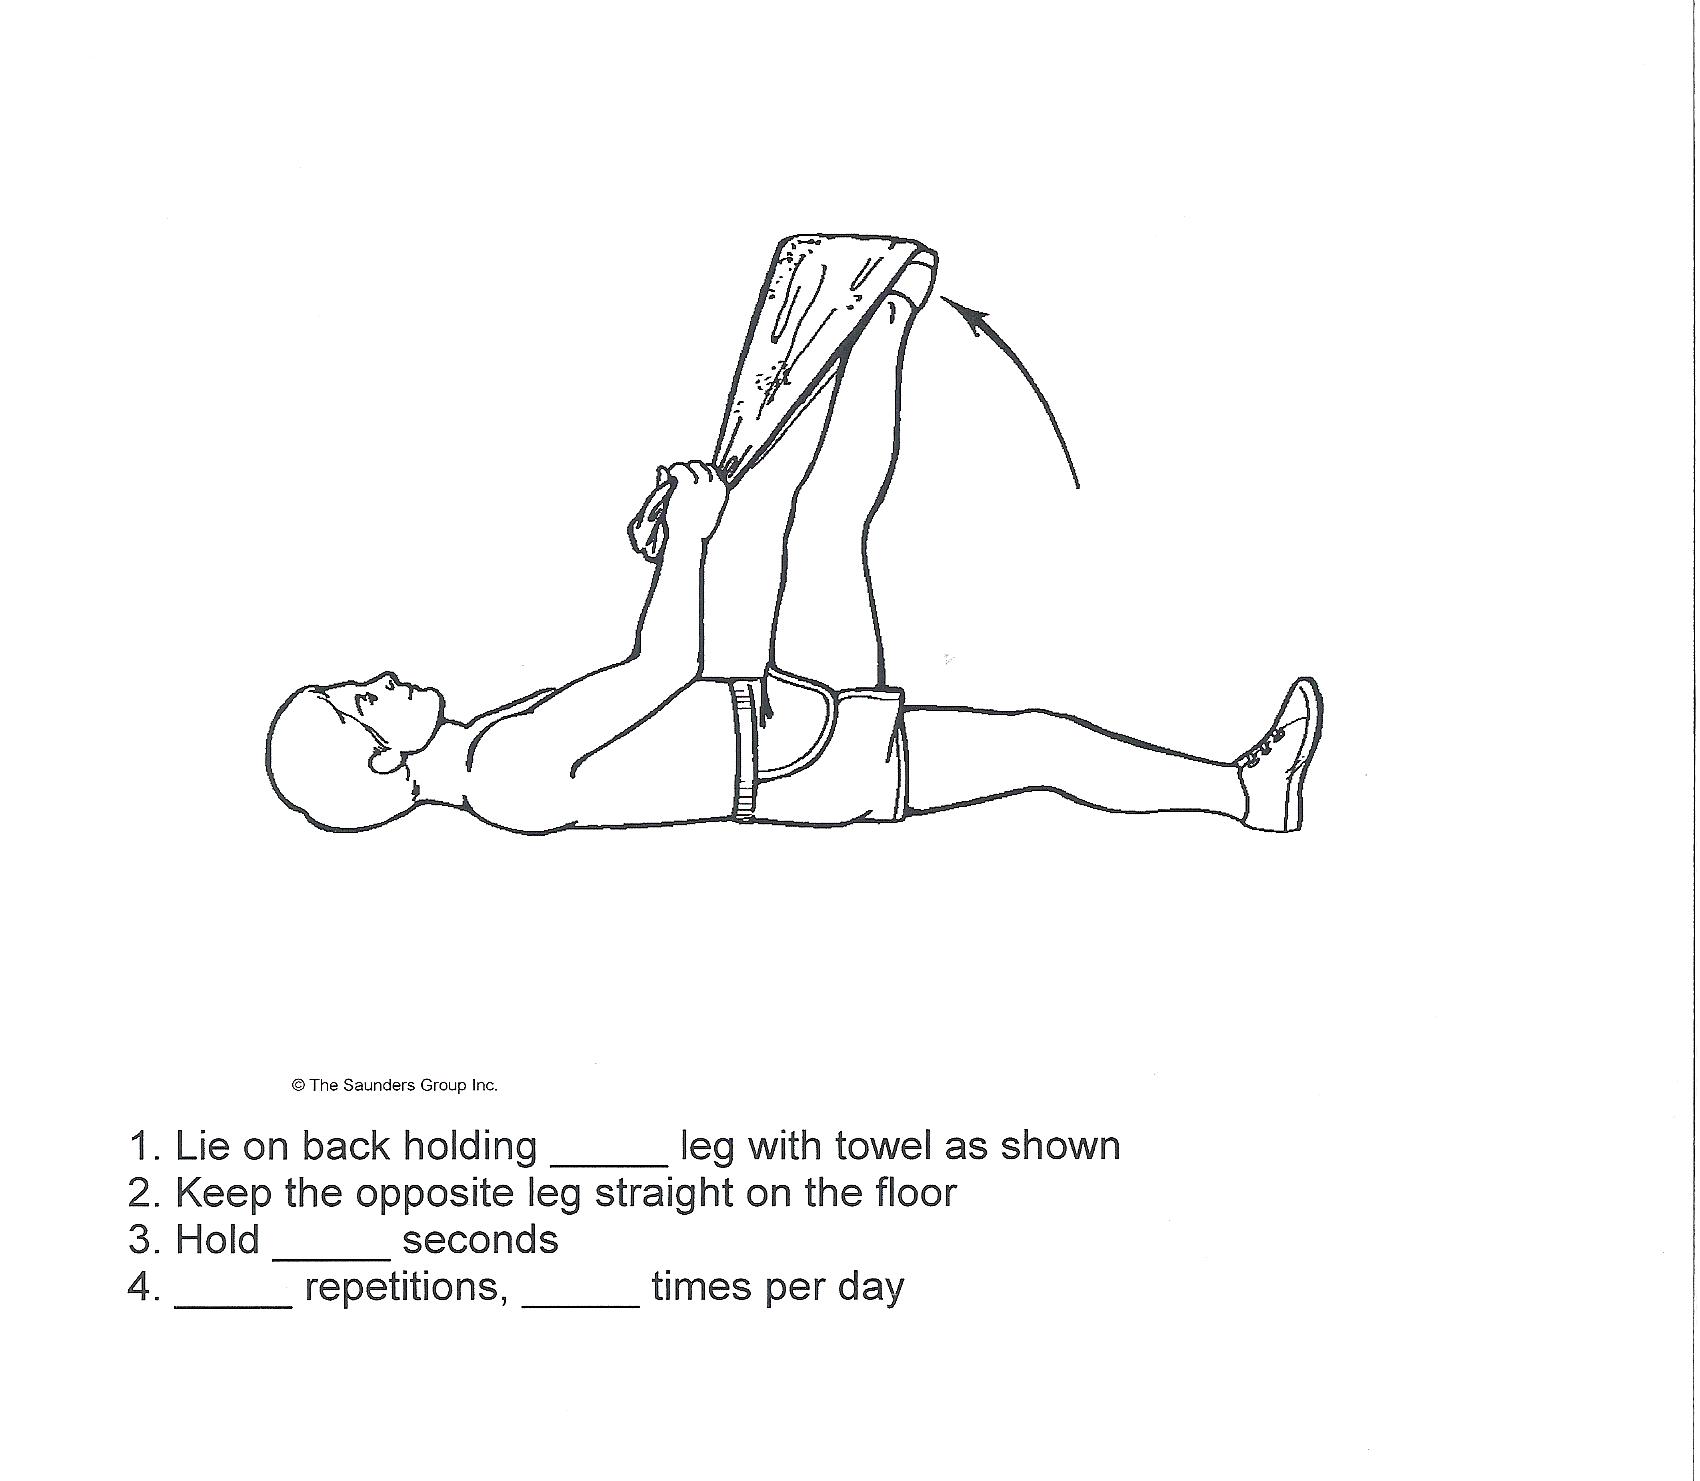 © The Saunders Group Inc.
1. Lie on back holding _____ leg with towel as shown
2. Keep the opposite leg straight on the floor
3. Hold _____ seconds
4. _____ repetitions, _____ times per day